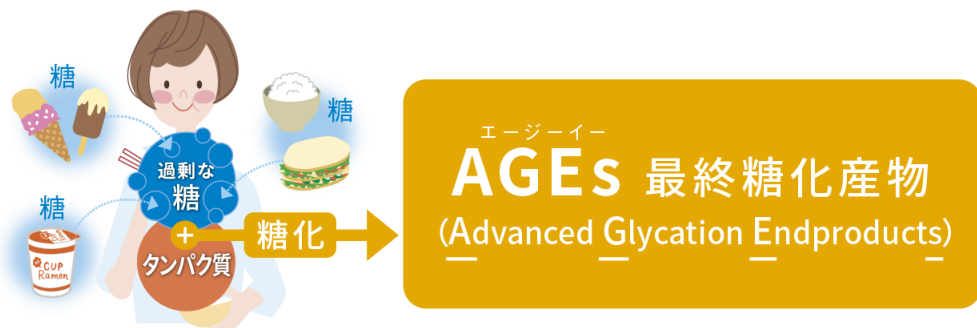 糖
糖
糖
CUP
Ramen
過剰な
糖
+
タンパク質
糖化
エージーイー
AGEs 最終糖化産物
(Advanced Glycation Endproducts)